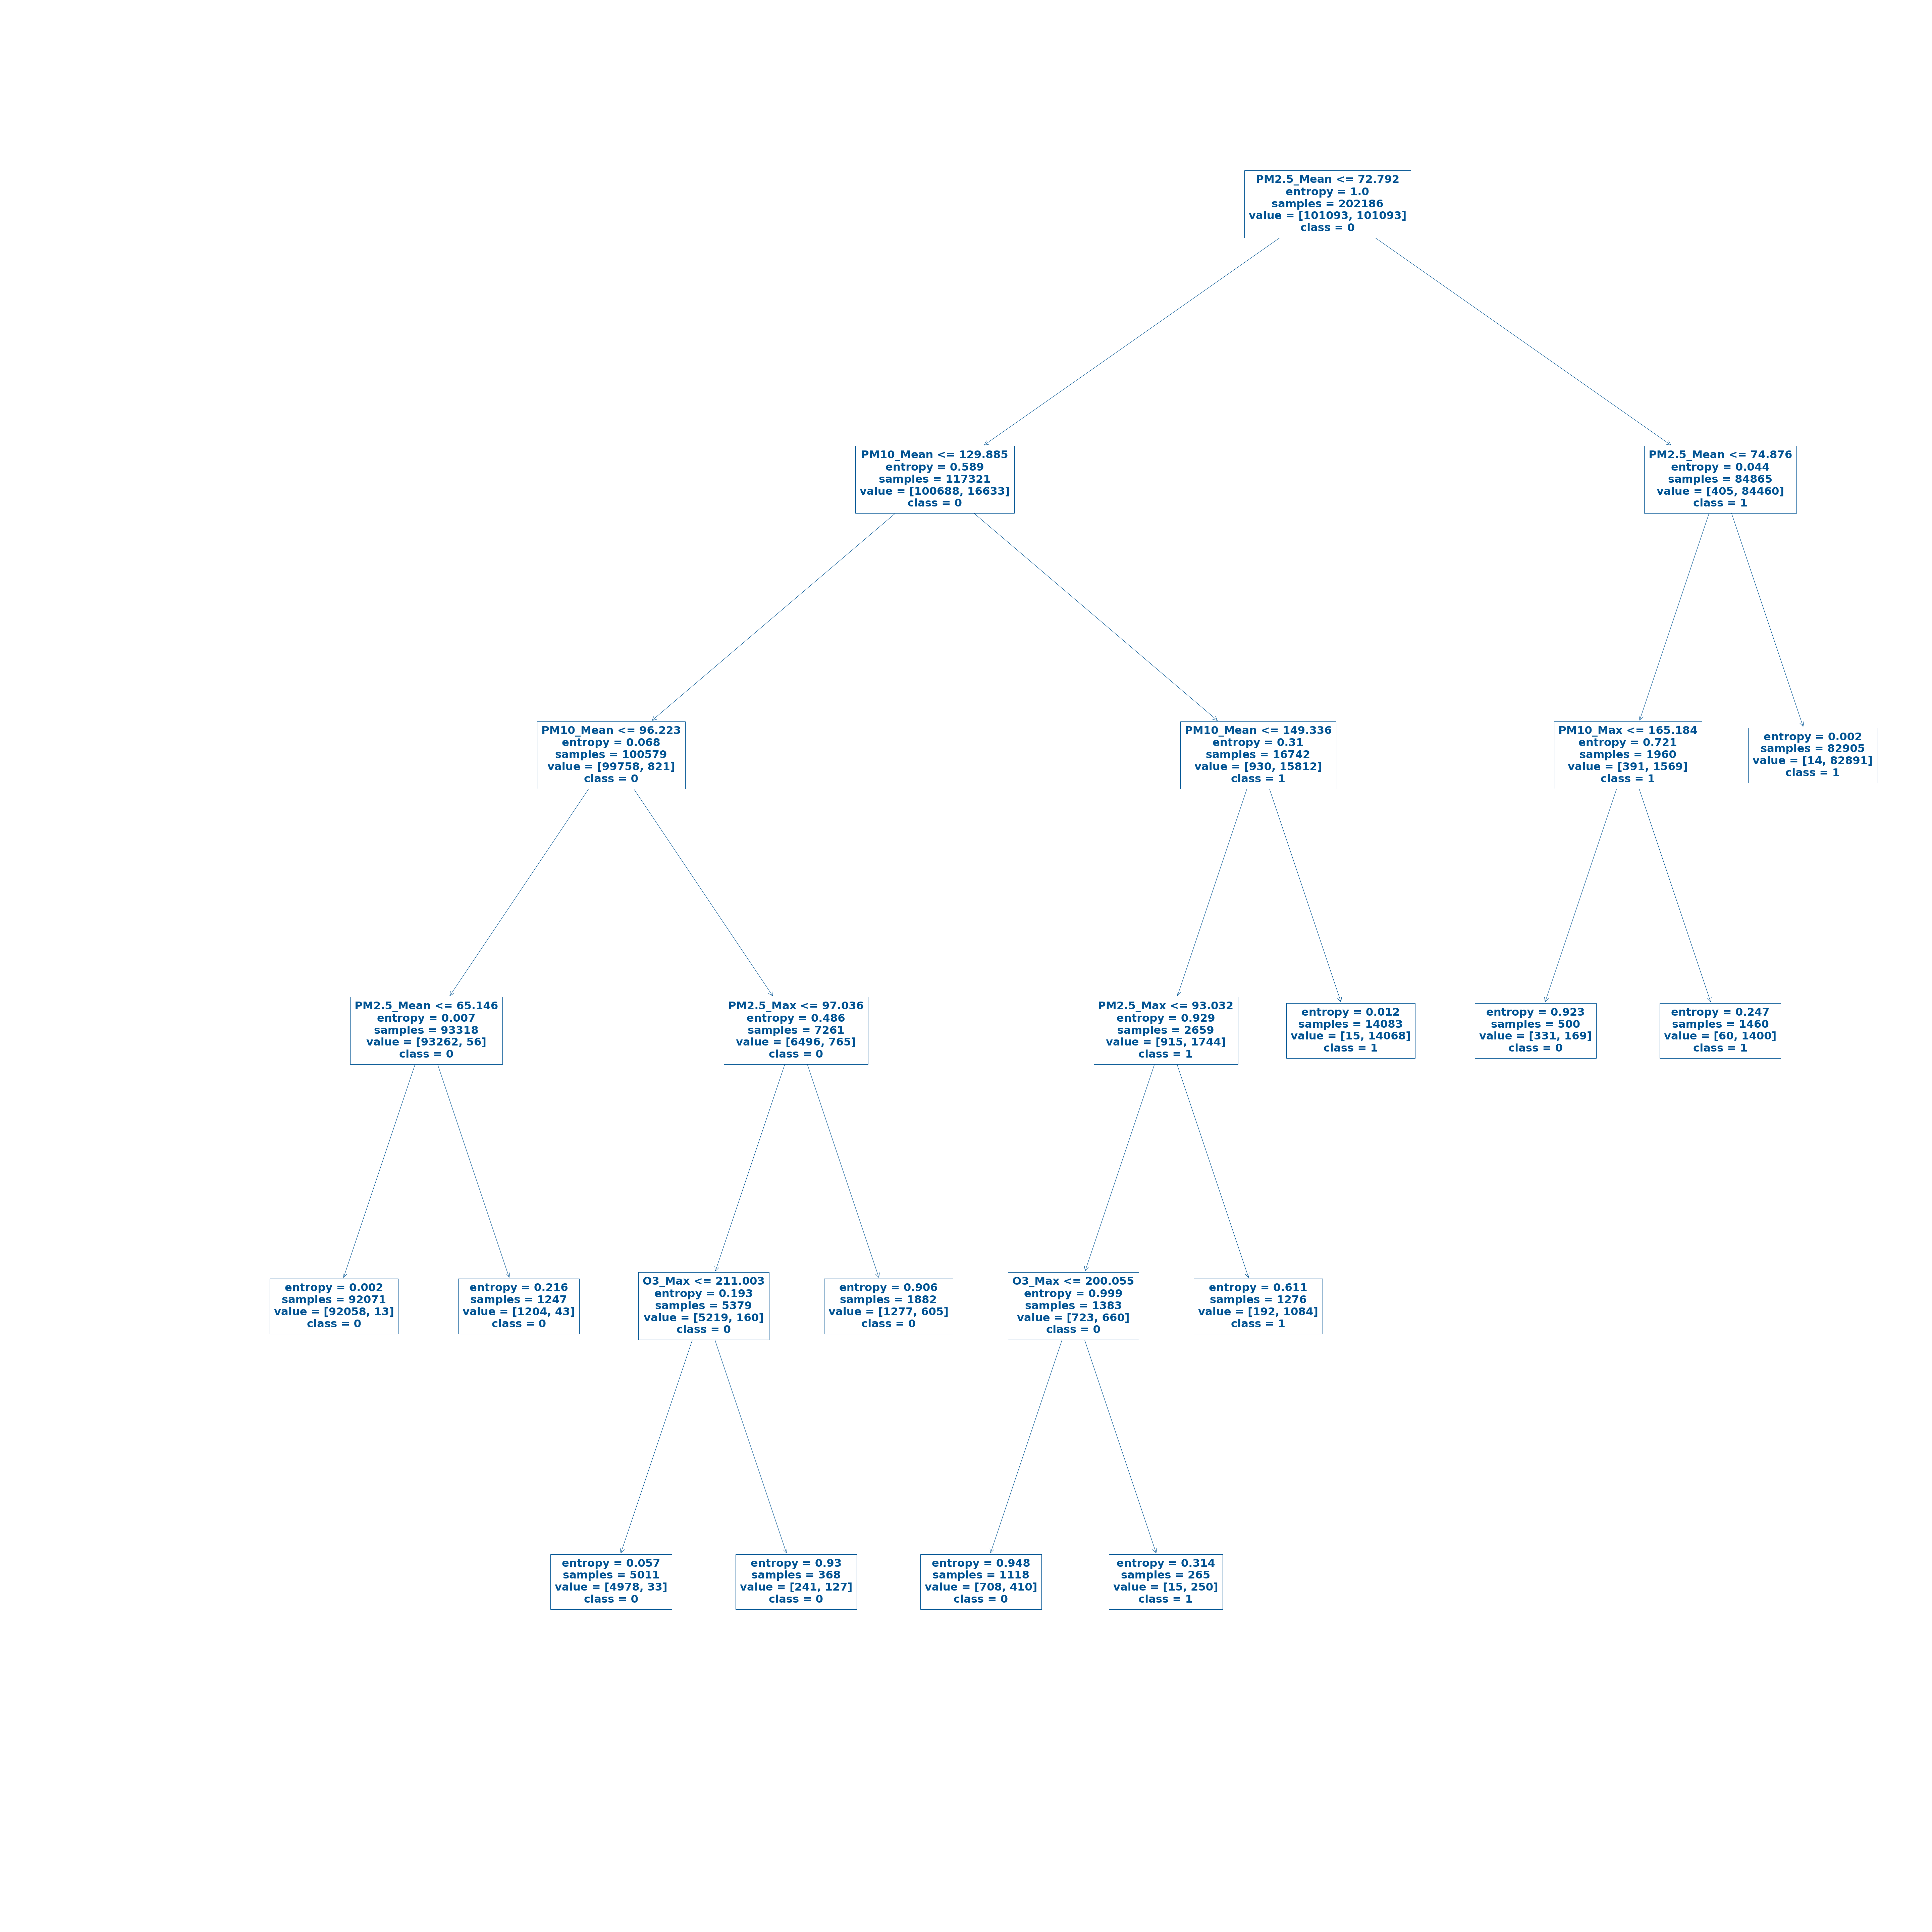 PM2.5_Mean <= 72.792
entropy = 1.0
samples = 202186
value = [101093, 101093]
class = 0
PM10_Mean <= 129.885
entropy = 0.589
samples = 117321
value = [100688, 16633]
class = 0
PM2.5_Mean <= 74.876
entropy = 0.044
samples = 84865
value = [405, 84460]
class = 1
PM10_Mean <= 96.223
entropy = 0.068
samples = 100579
value = [99758, 821]
class = 0
PM10_Mean <= 149.336
entropy = 0.31
samples = 16742
value = [930, 15812]
class = 1
PM10_Max <= 165.184
entropy = 0.721
samples = 1960
value = [391, 1569]
class = 1
entropy = 0.002
samples = 82905
value = [14, 82891]
class = 1
PM2.5_Mean <= 65.146
entropy = 0.007
samples = 93318
value = [93262, 56]
class = 0
PM2.5_Max <= 97.036
entropy = 0.486
samples = 7261
value = [6496, 765]
class = 0
PM2.5_Max <= 93.032
entropy = 0.929
samples = 2659
value = [915, 1744]
class = 1
entropy = 0.012
samples = 14083
value = [15, 14068]
class = 1
entropy = 0.923
samples = 500
value = [331, 169]
class = 0
entropy = 0.247
samples = 1460
value = [60, 1400]
class = 1
entropy = 0.002
samples = 92071
value = [92058, 13]
class = 0
entropy = 0.216
samples = 1247
value = [1204, 43]
class = 0
O3_Max <= 211.003
entropy = 0.193
samples = 5379
value = [5219, 160]
class = 0
entropy = 0.906
samples = 1882
value = [1277, 605]
class = 0
O3_Max <= 200.055
entropy = 0.999
samples = 1383
value = [723, 660]
class = 0
entropy = 0.611
samples = 1276
value = [192, 1084]
class = 1
entropy = 0.057
samples = 5011
value = [4978, 33]
class = 0
entropy = 0.93
samples = 368
value = [241, 127]
class = 0
entropy = 0.948
samples = 1118
value = [708, 410]
class = 0
entropy = 0.314
samples = 265
value = [15, 250]
class = 1